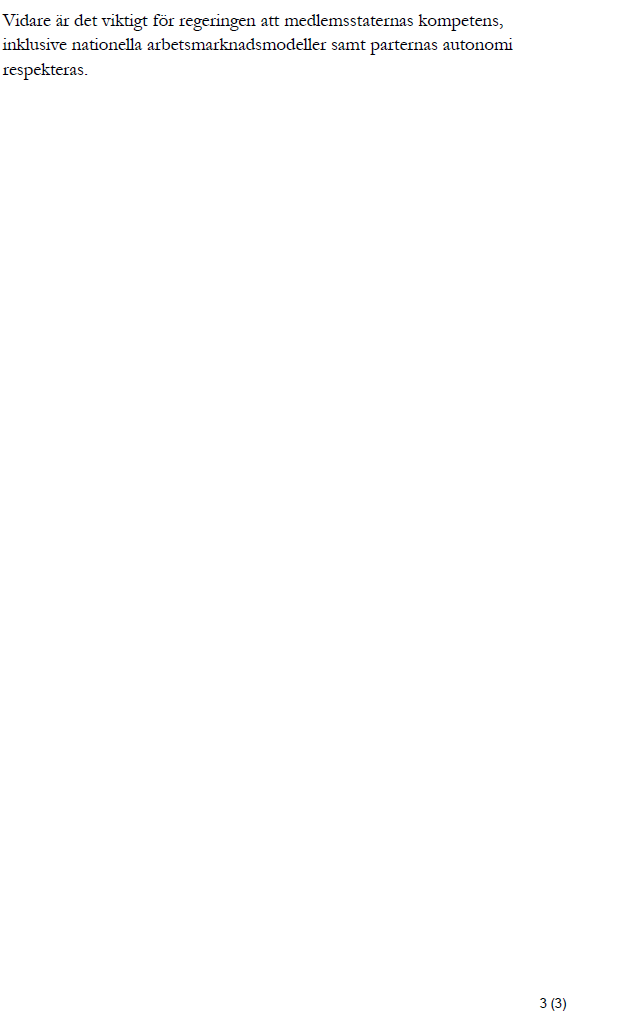 Vidare är det viktigt för regeringen att medlemsstaternas kompetens,
inklusive nationella arbetsmarknadsmodeller samt parternas autonomi
respekteras.
3 (3)